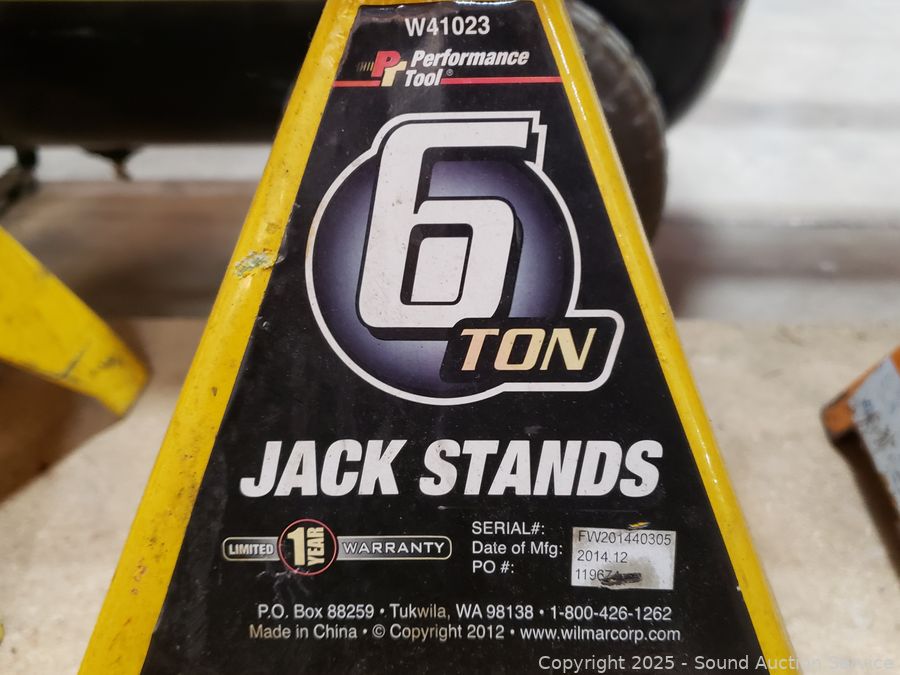 W41023
Pr Performance
Tool®
6
TON
JACK STANDS
LIMITED 1 YEAR WARRANTY
SERIAL#: FW201440305
Date of Mfg: 2014.12
PO #: 119674
P.O. Box 88259 • Tukwila, WA 98138 • 1-800-426-1262
Made in China • © Copyright 2012 • www.wilmarcorp.com
Copyright 2025 - Sound Auction Service